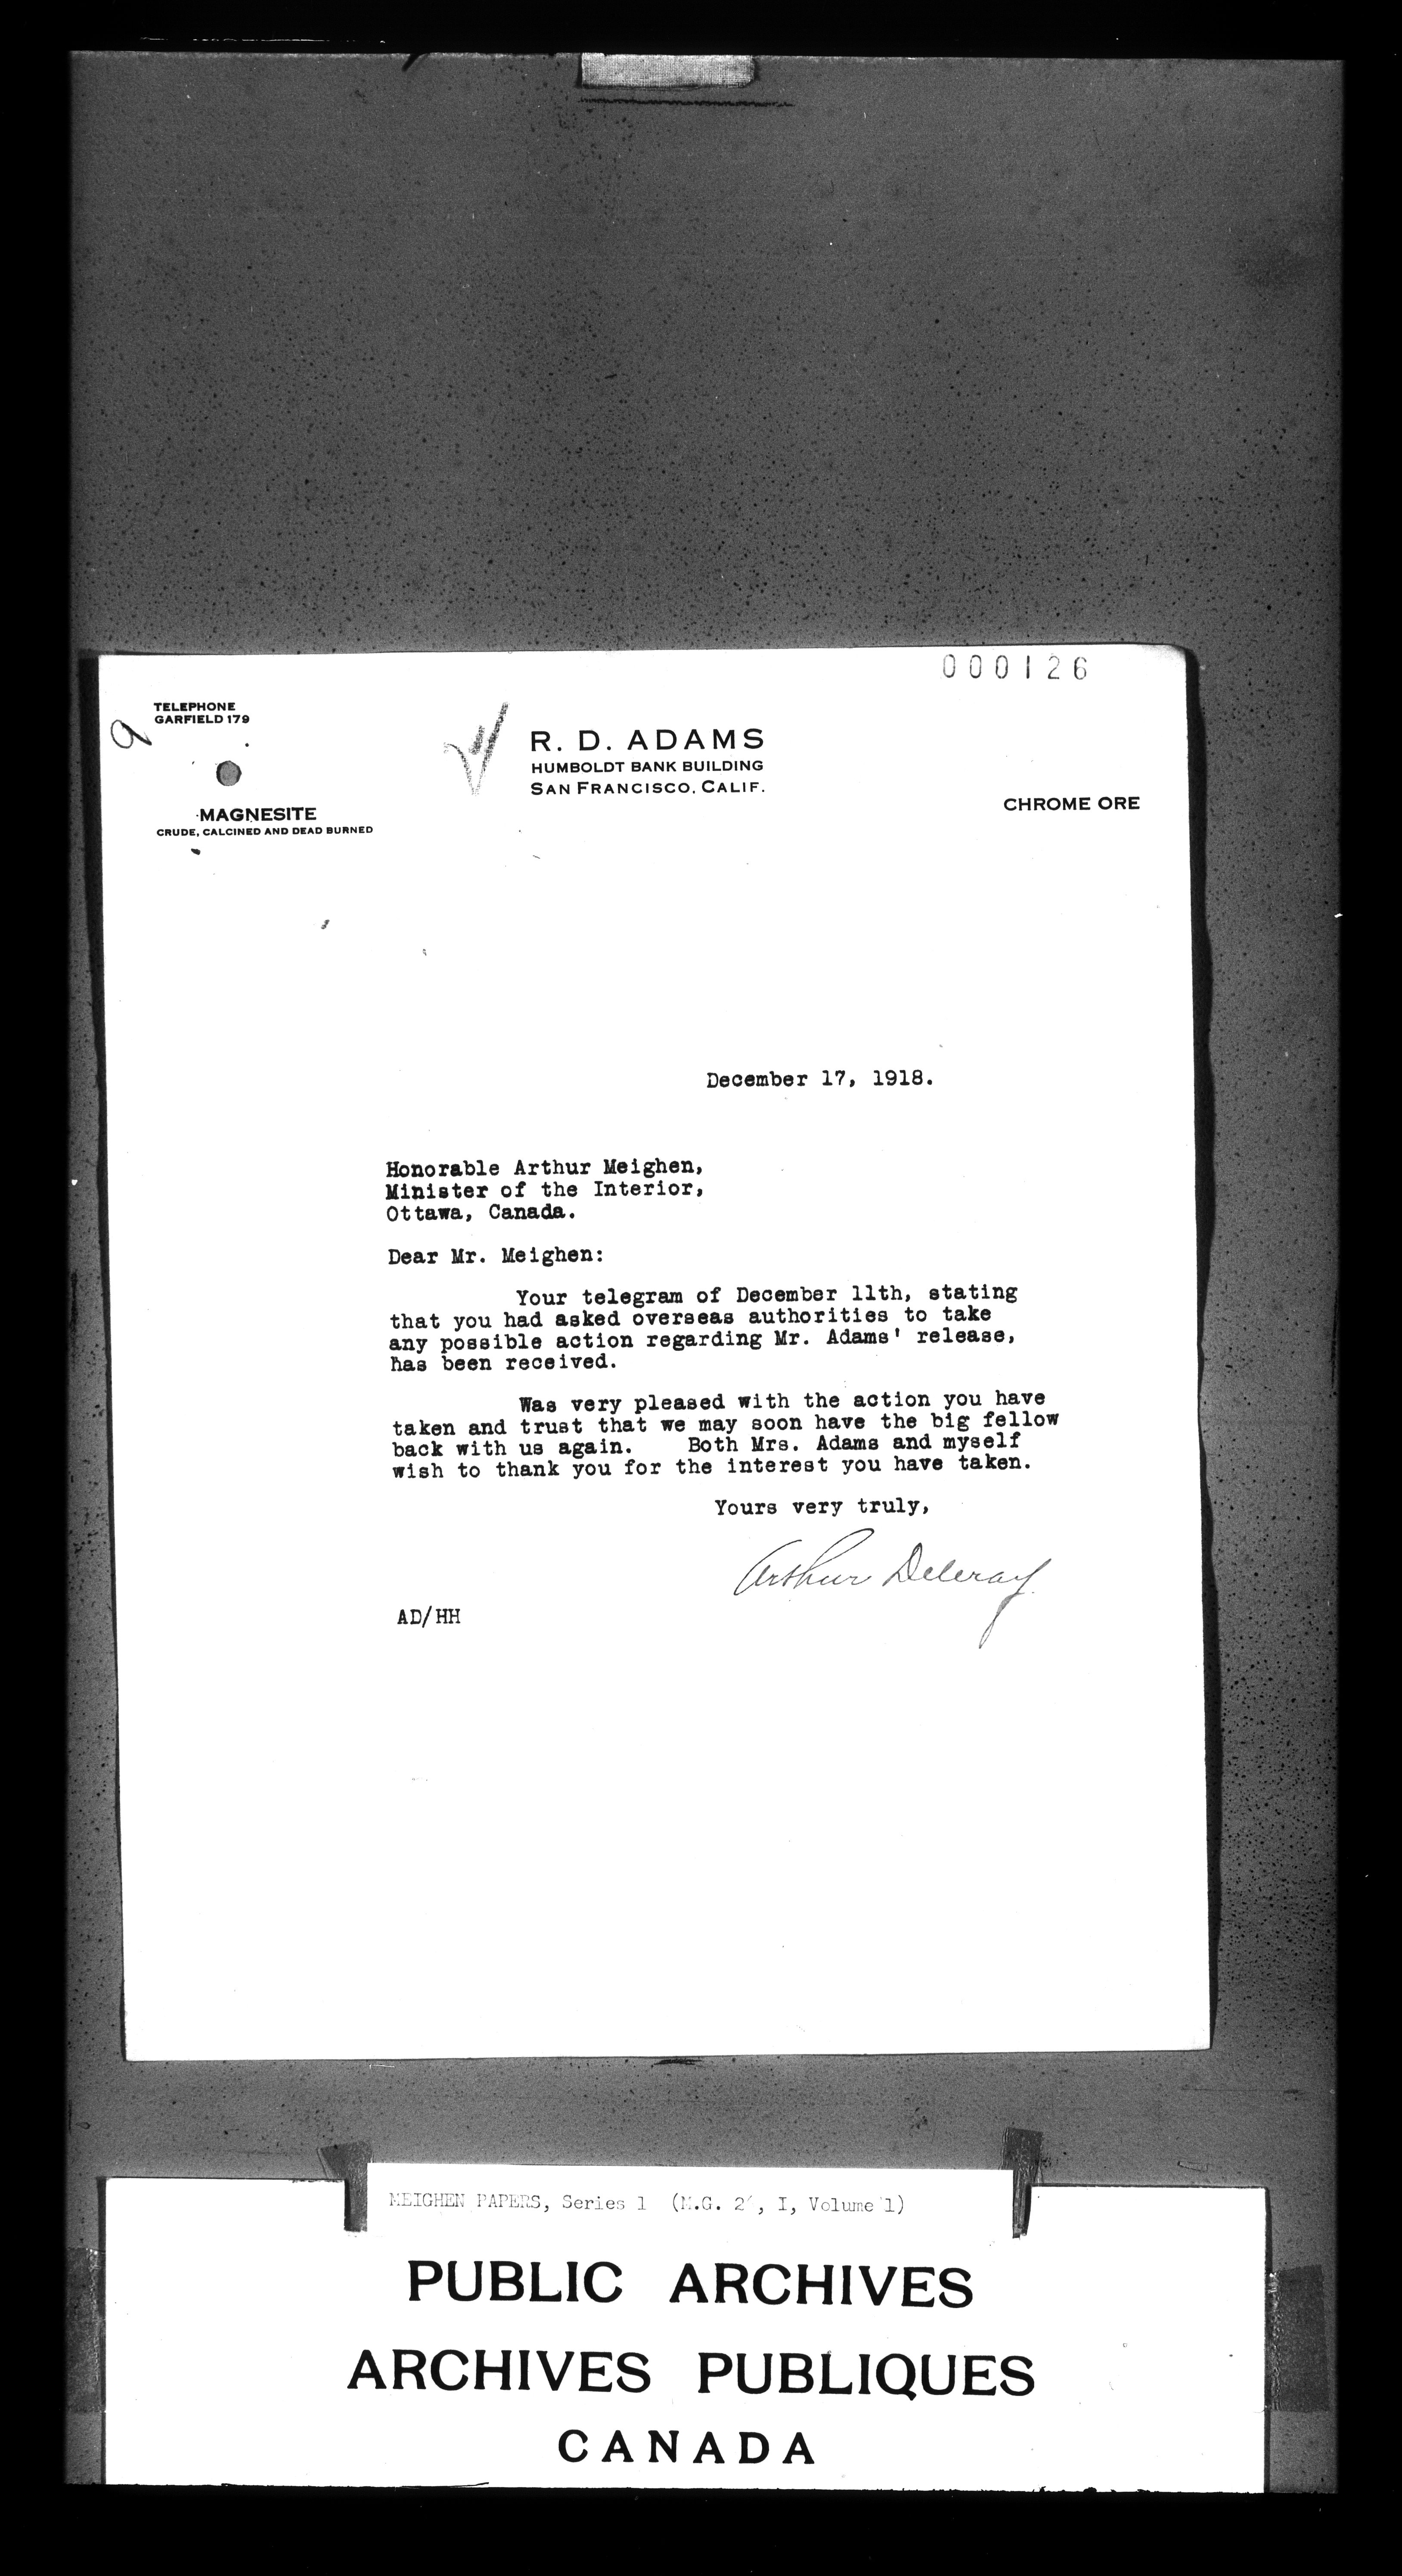 000126
TELEPHONE
GARFIELD 179
R. D. ADAMS
HUMBOLDT BANK BUILDING
SAN FRANCISCO, CALIF.
MAGNESITE
CRUDE, CALCINED AND DEAD BURNED
CHROME ORE
December 17, 1918.
Honorable Arthur Meighen,
Minister of the Interior,
Ottawa, Canada.
Dear Mr. Meighen:
Your telegram of December 11th, stating
that you had asked overseas authorities to take
any possible action regarding Mr. Adams' release,
has been received.
Was very pleased with the action you have
taken and trust that we may soon have the big fellow
back with us again. Both Mrs. Adams and myself
wish to thank you for the interest you have taken.
Yours very truly,
Arthur Deleray
AD/HH
MEIGHEN PAPERS, Series 1 (M.G. 2 , I, Volume 1)
PUBLIC ARCHIVES
ARCHIVES PUBLIQUES
CANADA